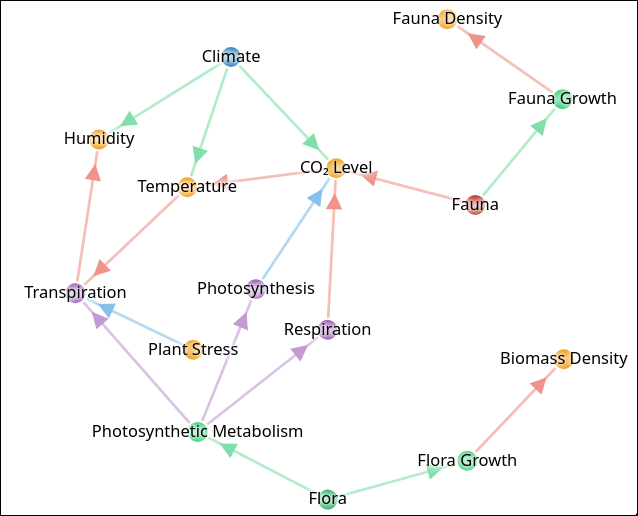 Fauna Density
Climate
Fauna Growth
Humidity
CO₂ Level
Temperature
Fauna
Photosynthesis
Transpiration
Respiration
Plant Stress
Biomass Density
Photosynthetic Metabolism
Flora Growth
Flora